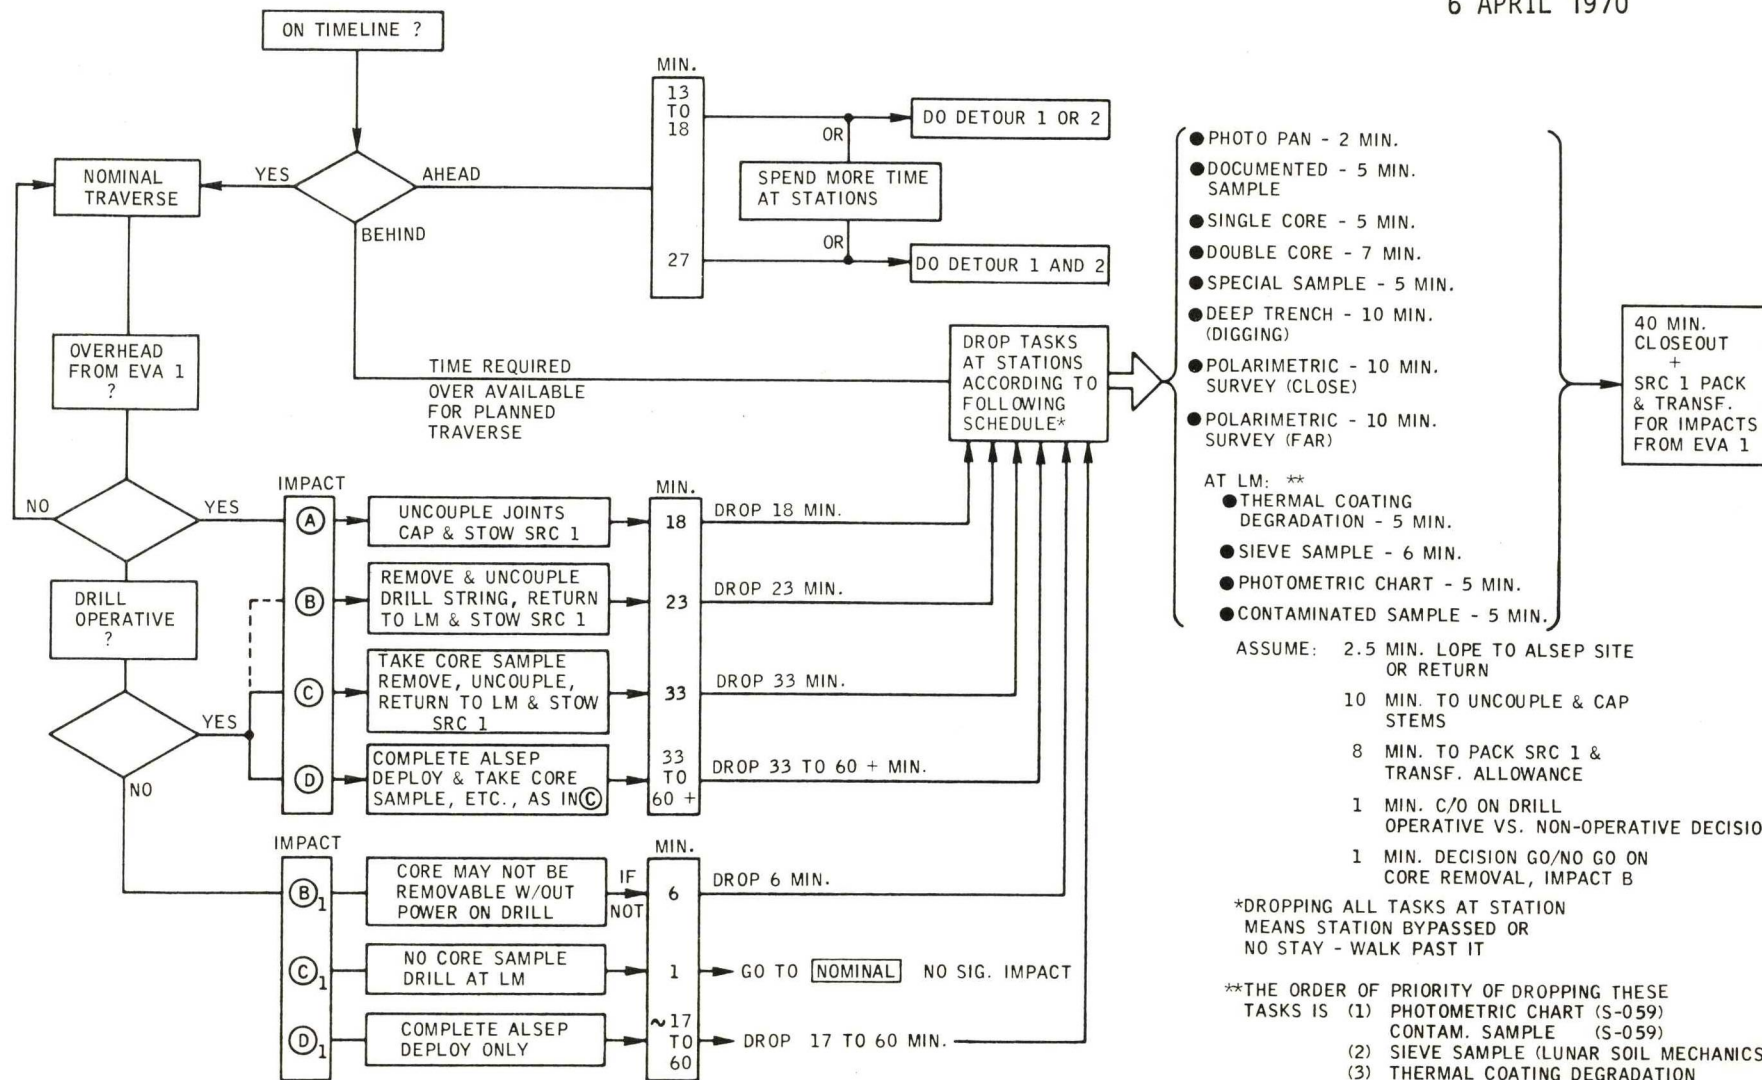 6 APRIL 1970
ON TIMELINE ?
YES
AHEAD
BEHIND
NOMINAL
TRAVERSE
OVERHEAD
FROM EVA 1
?
NO
YES
DRILL
OPERATIVE
?
YES
NO
MIN.
13
TO
18
27
OR
SPEND MORE TIME
AT STATIONS
OR
DO DETOUR 1 OR 2
DO DETOUR 1 AND 2
TIME REQUIRED
OVER AVAILABLE
FOR PLANNED
TRAVERSE
DROP TASKS
AT STATIONS
ACCORDING TO
FOLLOWING
SCHEDULE*
IMPACT
MIN.
A
UNCOUPLE JOINTS
CAP & STOW SRC 1
18
DROP 18 MIN.
B
REMOVE & UNCOUPLE
DRILL STRING, RETURN
TO LM & STOW SRC 1
23
DROP 23 MIN.
C
TAKE CORE SAMPLE
REMOVE, UNCOUPLE,
RETURN TO LM & STOW
SRC 1
33
DROP 33 MIN.
D
COMPLETE ALSEP
DEPLOY & TAKE CORE
SAMPLE, ETC., AS IN C
33
TO
60 +
DROP 33 TO 60 + MIN.
IMPACT
MIN.
B1
CORE MAY NOT BE
REMOVABLE W/OUT
POWER ON DRILL
IF
NOT
6
DROP 6 MIN.
C1
NO CORE SAMPLE
DRILL AT LM
1
GO TO NOMINAL NO SIG. IMPACT
D1
COMPLETE ALSEP
DEPLOY ONLY
~17
TO
60
DROP 17 TO 60 MIN.
● PHOTO PAN - 2 MIN.
● DOCUMENTED - 5 MIN.
SAMPLE
● SINGLE CORE - 5 MIN.
● DOUBLE CORE - 7 MIN.
● SPECIAL SAMPLE - 5 MIN.
● DEEP TRENCH - 10 MIN.
(DIGGING)
● POLARIMETRIC - 10 MIN.
SURVEY (CLOSE)
● POLARIMETRIC - 10 MIN.
SURVEY (FAR)
AT LM: **
● THERMAL COATING
DEGRADATION - 5 MIN.
● SIEVE SAMPLE - 6 MIN.
● PHOTOMETRIC CHART - 5 MIN.
● CONTAMINATED SAMPLE - 5 MIN.
40 MIN.
CLOSEOUT
+
SRC 1 PACK
& TRANSF.
FOR IMPACTS
FROM EVA 1
ASSUME: 2.5 MIN. LOPE TO ALSEP SITE
OR RETURN
10 MIN. TO UNCOUPLE & CAP
STEMS
8 MIN. TO PACK SRC 1 &
TRANSF. ALLOWANCE
1 MIN. C/O ON DRILL
OPERATIVE VS. NON-OPERATIVE DECISIO
1 MIN. DECISION GO/NO GO ON
CORE REMOVAL, IMPACT B
*DROPPING ALL TASKS AT STATION
MEANS STATION BYPASSED OR
NO STAY - WALK PAST IT
**THE ORDER OF PRIORITY OF DROPPING THESE
TASKS IS (1) PHOTOMETRIC CHART (S-059)
CONTAM. SAMPLE (S-059)
(2) SIEVE SAMPLE (LUNAR SOIL MECHANICS
(3) THERMAL COATING DEGRADATION